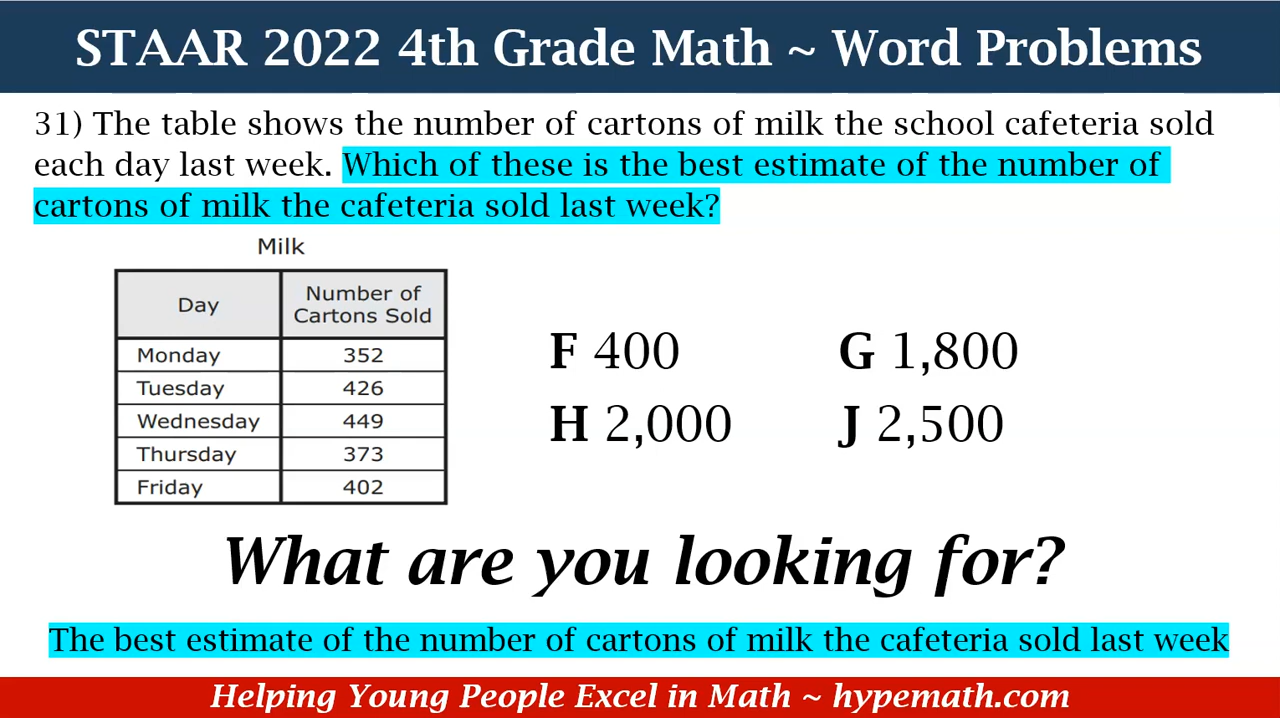 STAAR 2022 4th Grade Math ~ Word Problems
31) The table shows the number of cartons of milk the school cafeteria sold
each day last week. Which of these is the best estimate of the number of
cartons of milk the cafeteria sold last week?
Milk
Day
Number of
Cartons Sold
Monday 352
Tuesday 426
Wednesday 449
Thursday 373
Friday 402
F 400 G 1,800
H 2,000 J 2,500
What are you looking for?
The best estimate of the number of cartons of milk the cafeteria sold last week
Helping Young People Excel in Math ~ hypemath.com